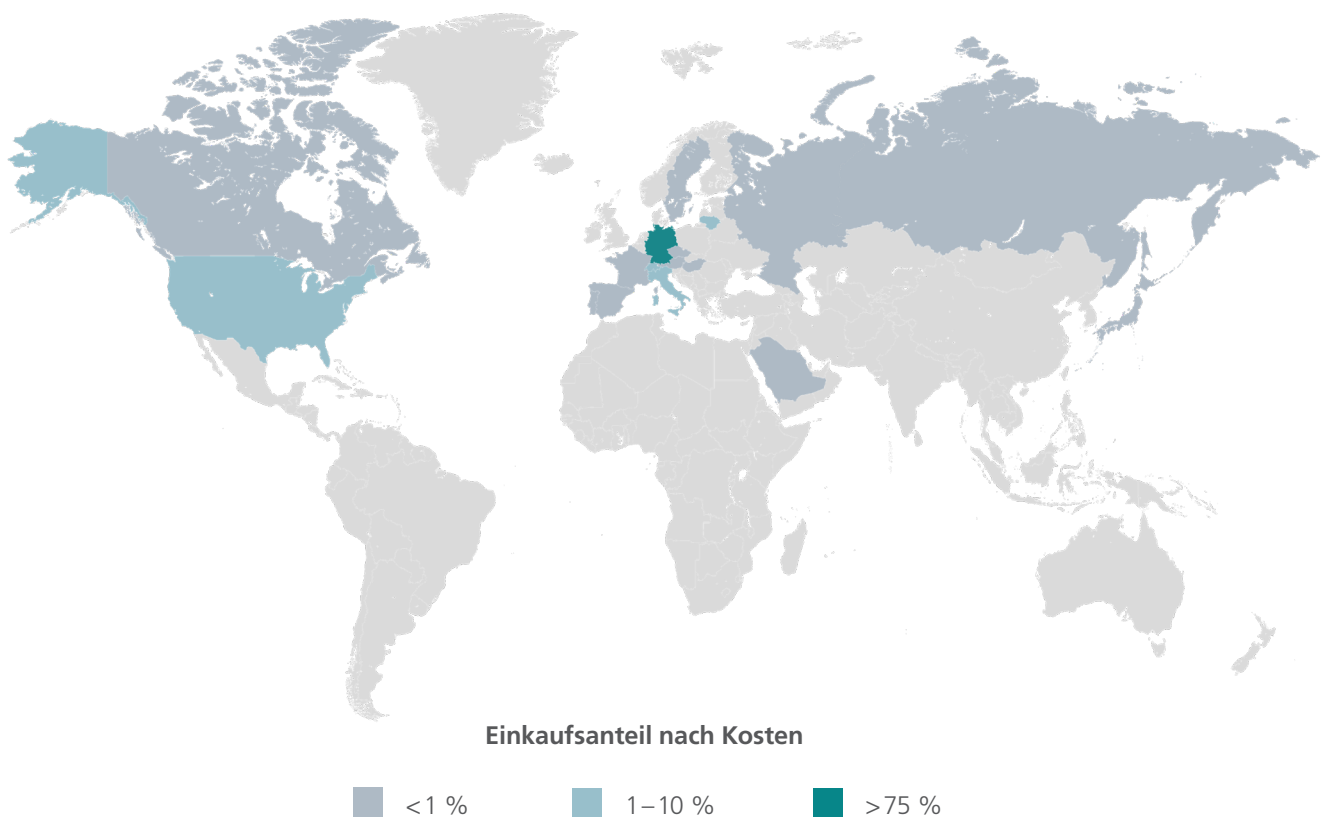 Einkaufsanteil nach Kosten
<1 % 1–10 % >75 %